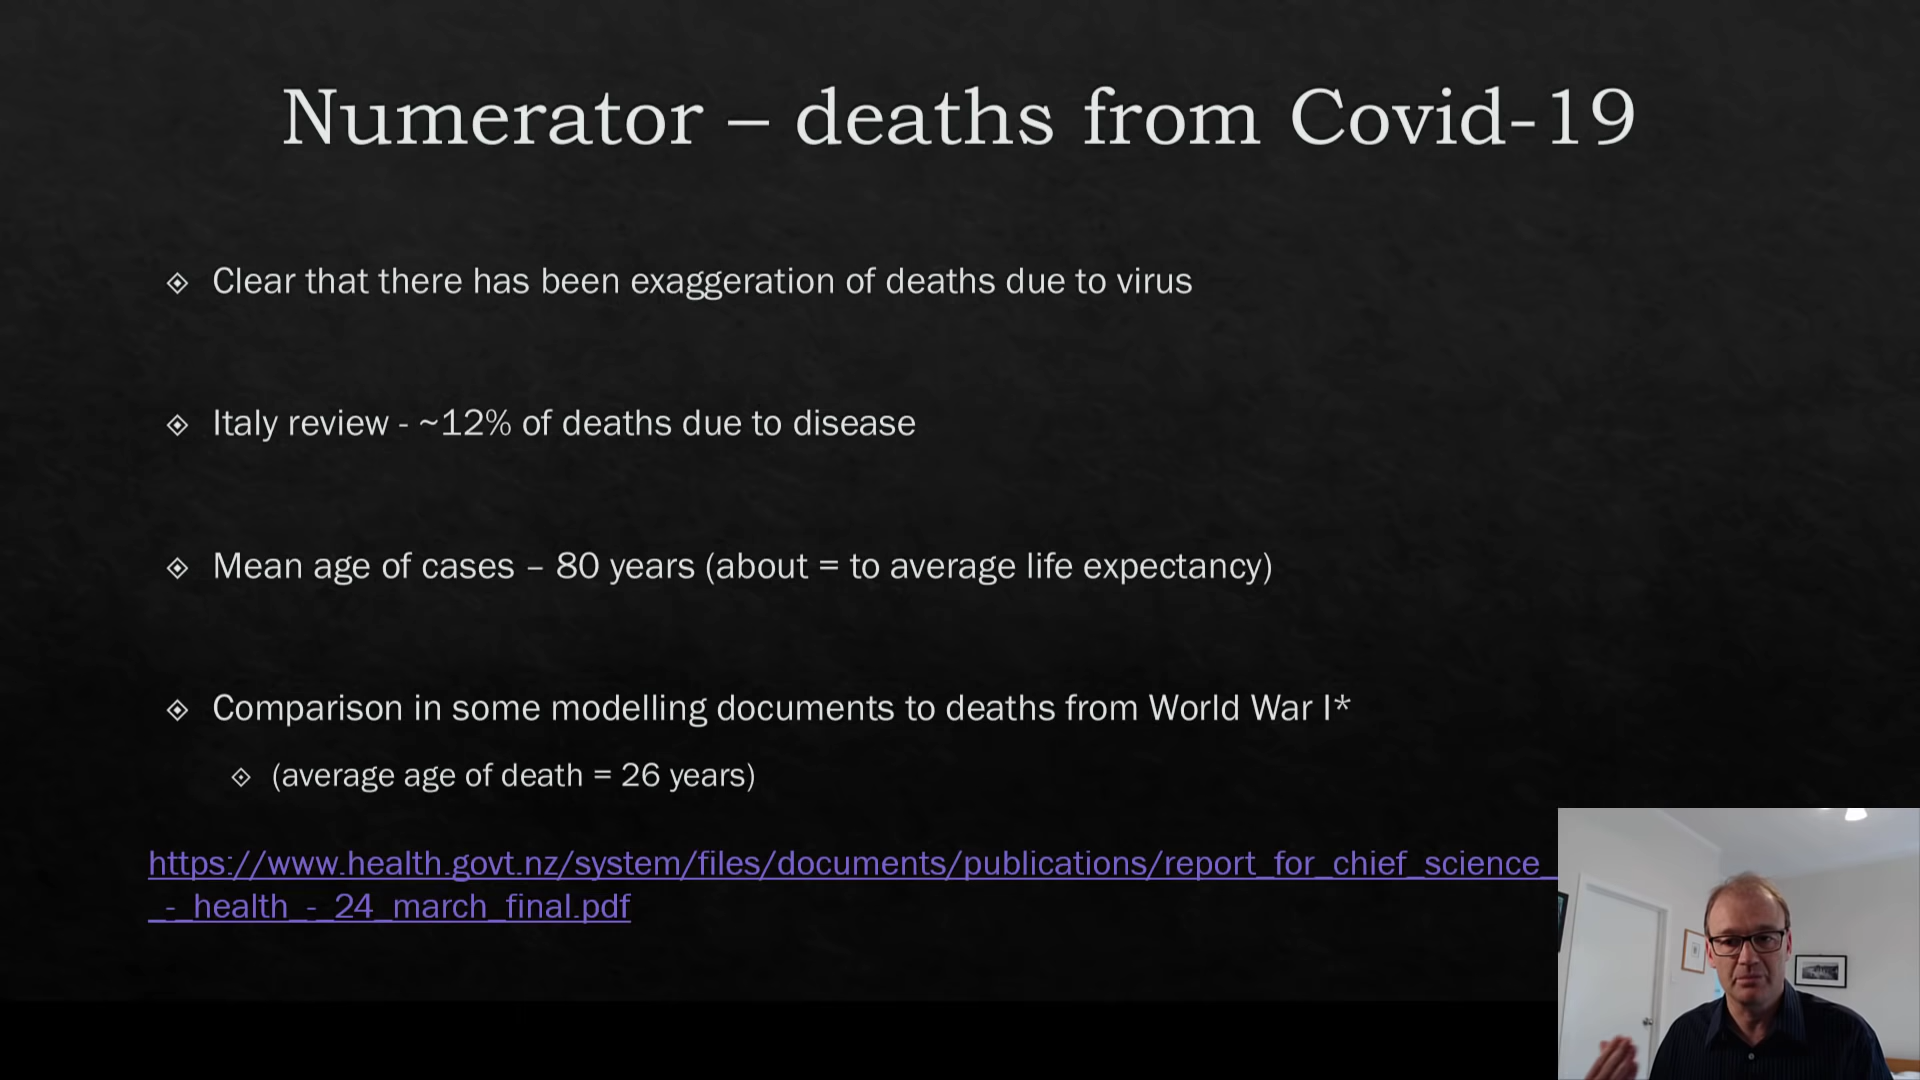 Numerator – deaths from Covid-19
Clear that there has been exaggeration of deaths due to virus
Italy review - ~12% of deaths due to disease
Mean age of cases – 80 years (about = to average life expectancy)
Comparison in some modelling documents to deaths from World War I*
(average age of death = 26 years)
https://www.health.govt.nz/system/files/documents/publications/report_for_chief_science_
_-_health_-_24_march_final.pdf